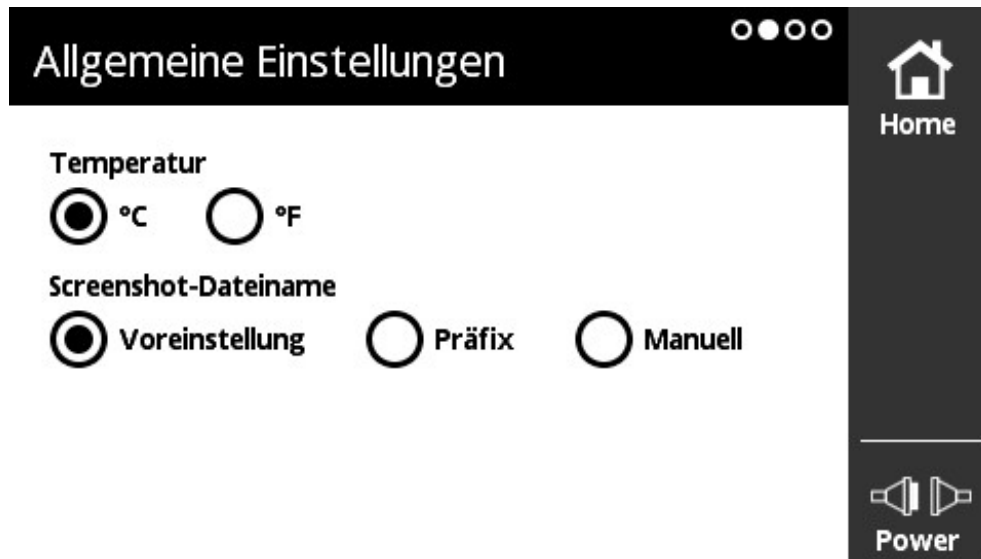 Allgemeine Einstellungen
Home
Temperatur
°C °F
Screenshot-Dateiname
Voreinstellung Präfix Manuell
Power